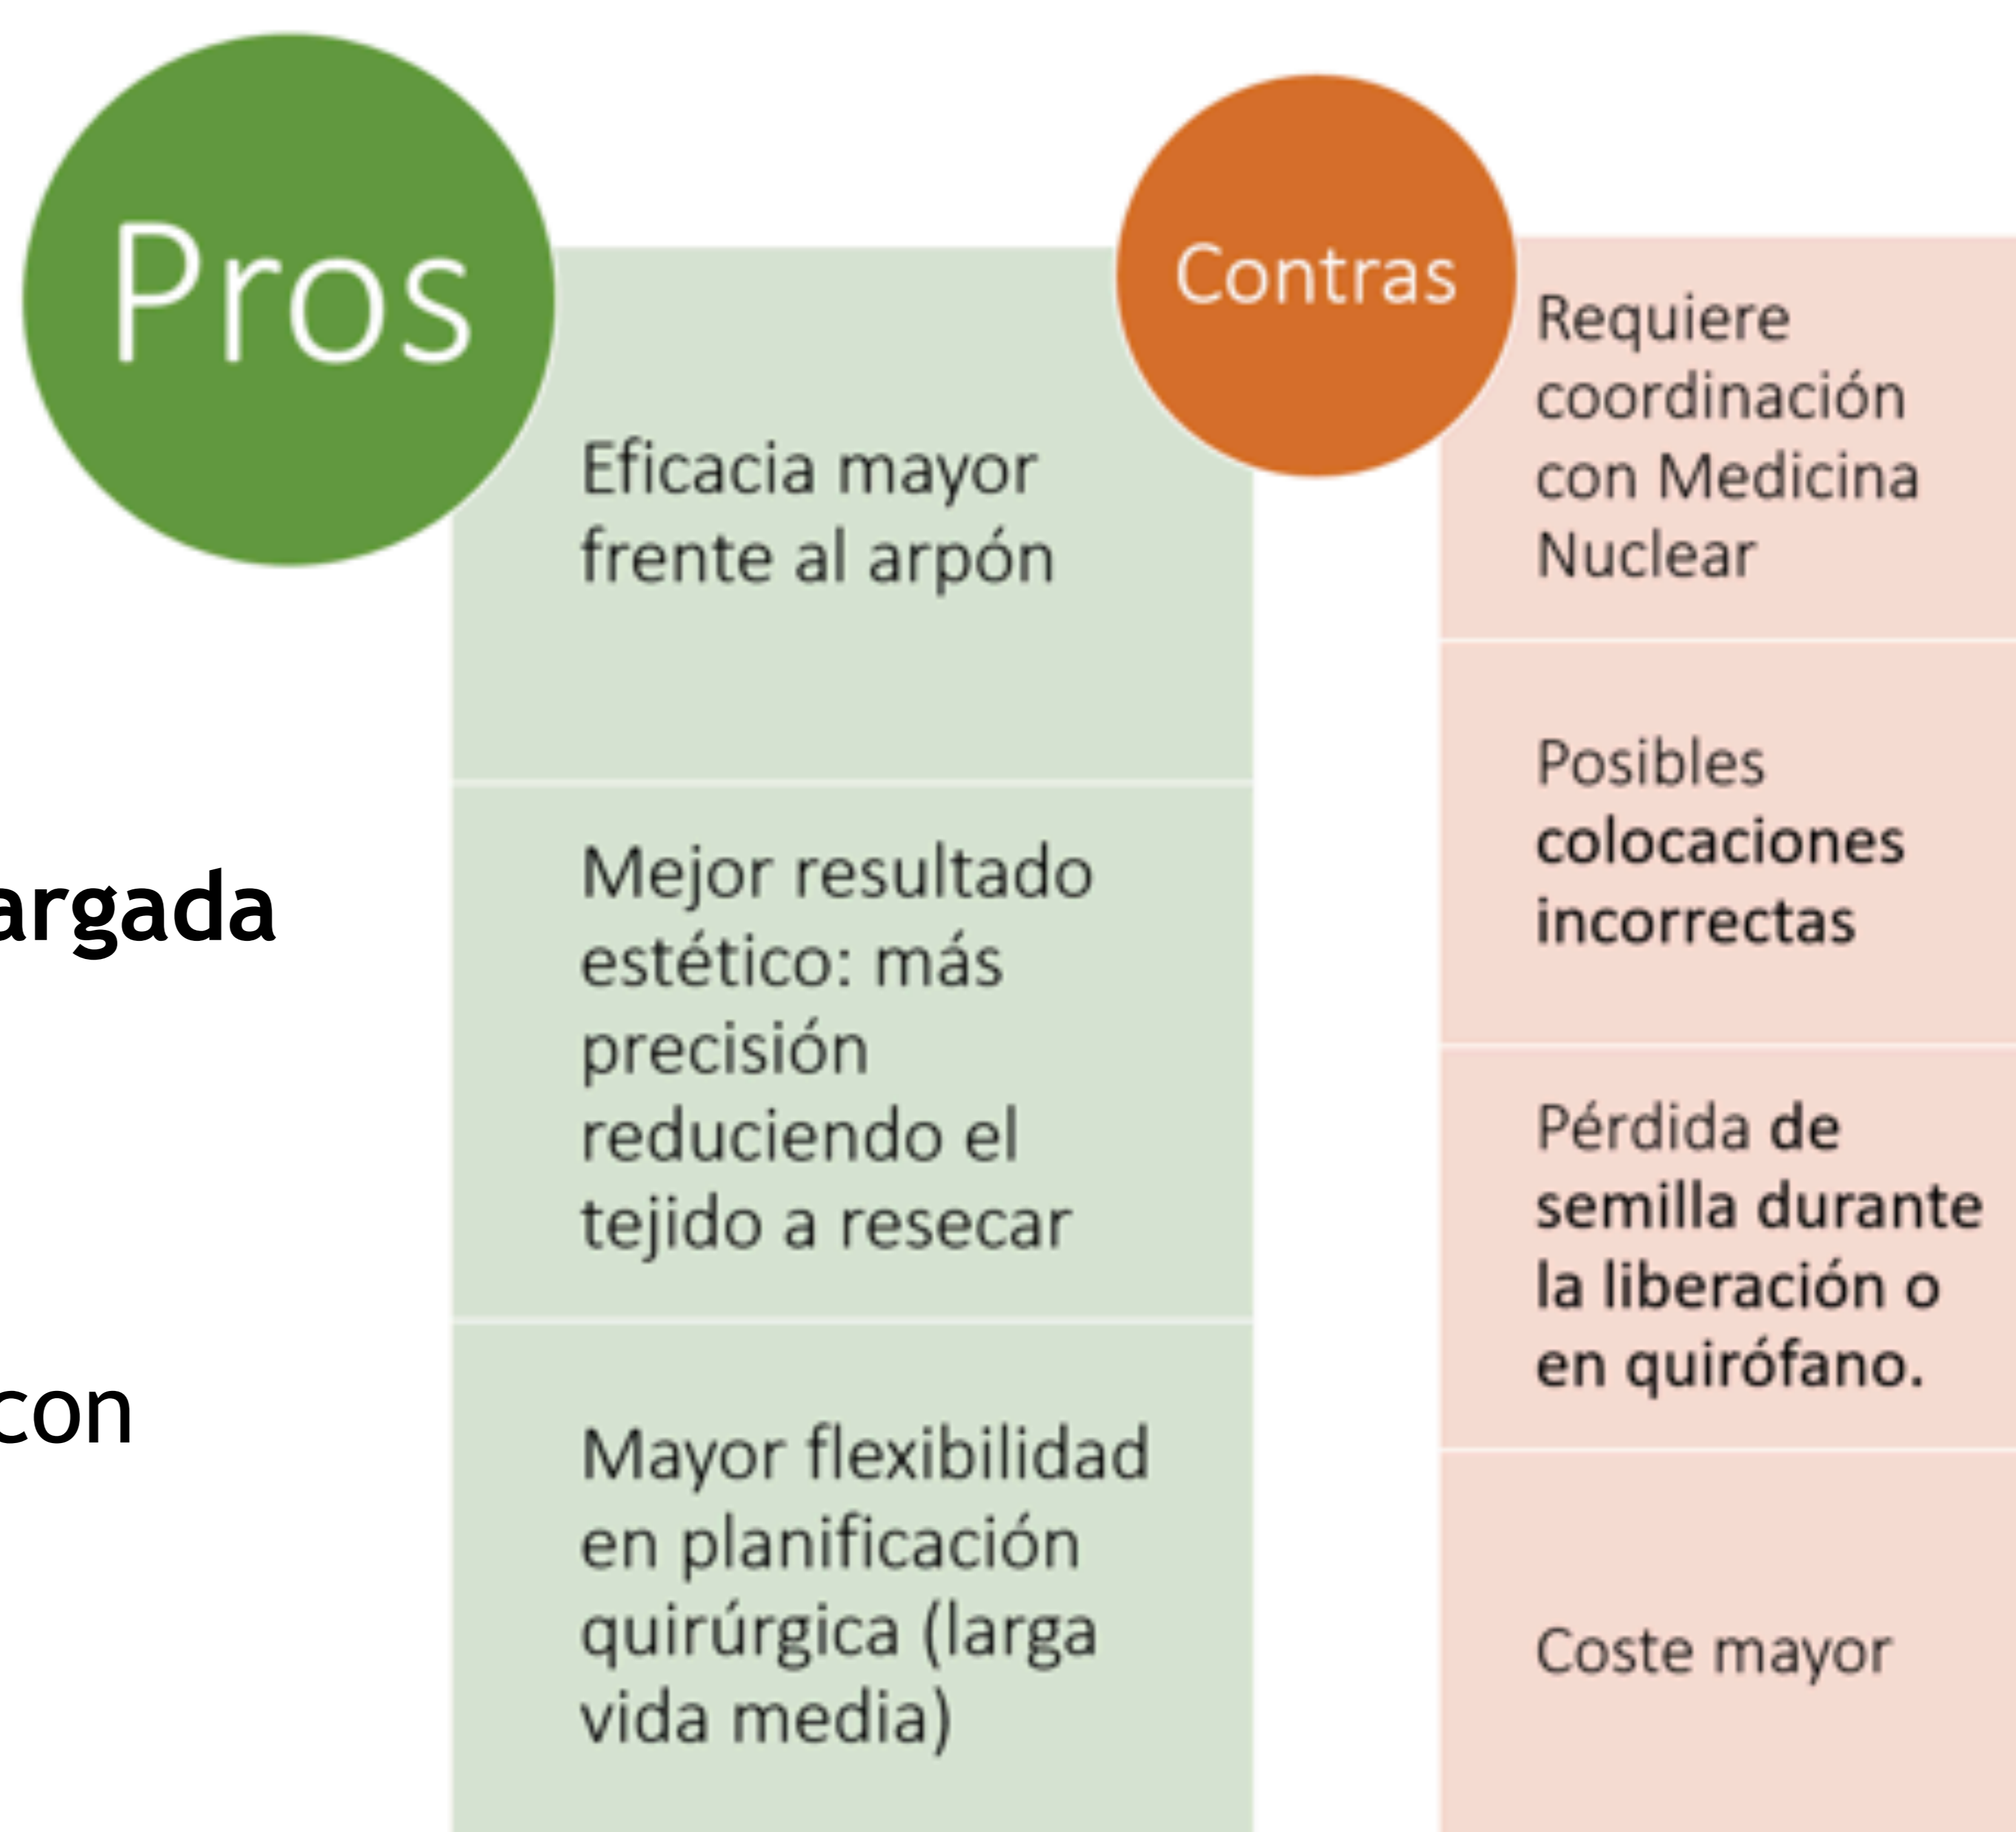 argada
con
Pros
Eficacia mayor
frente al arpón
Mejor resultado
estético: más
precisión
reduciendo el
tejido a resecar
Mayor flexibilidad
en planificación
quirúrgica (larga
vida media)
Contras
Requiere
coordinación
con Medicina
Nuclear
Posibles
colocaciones
incorrectas
Pérdida de
semilla durante
la liberación o
en quirófano.
Coste mayor